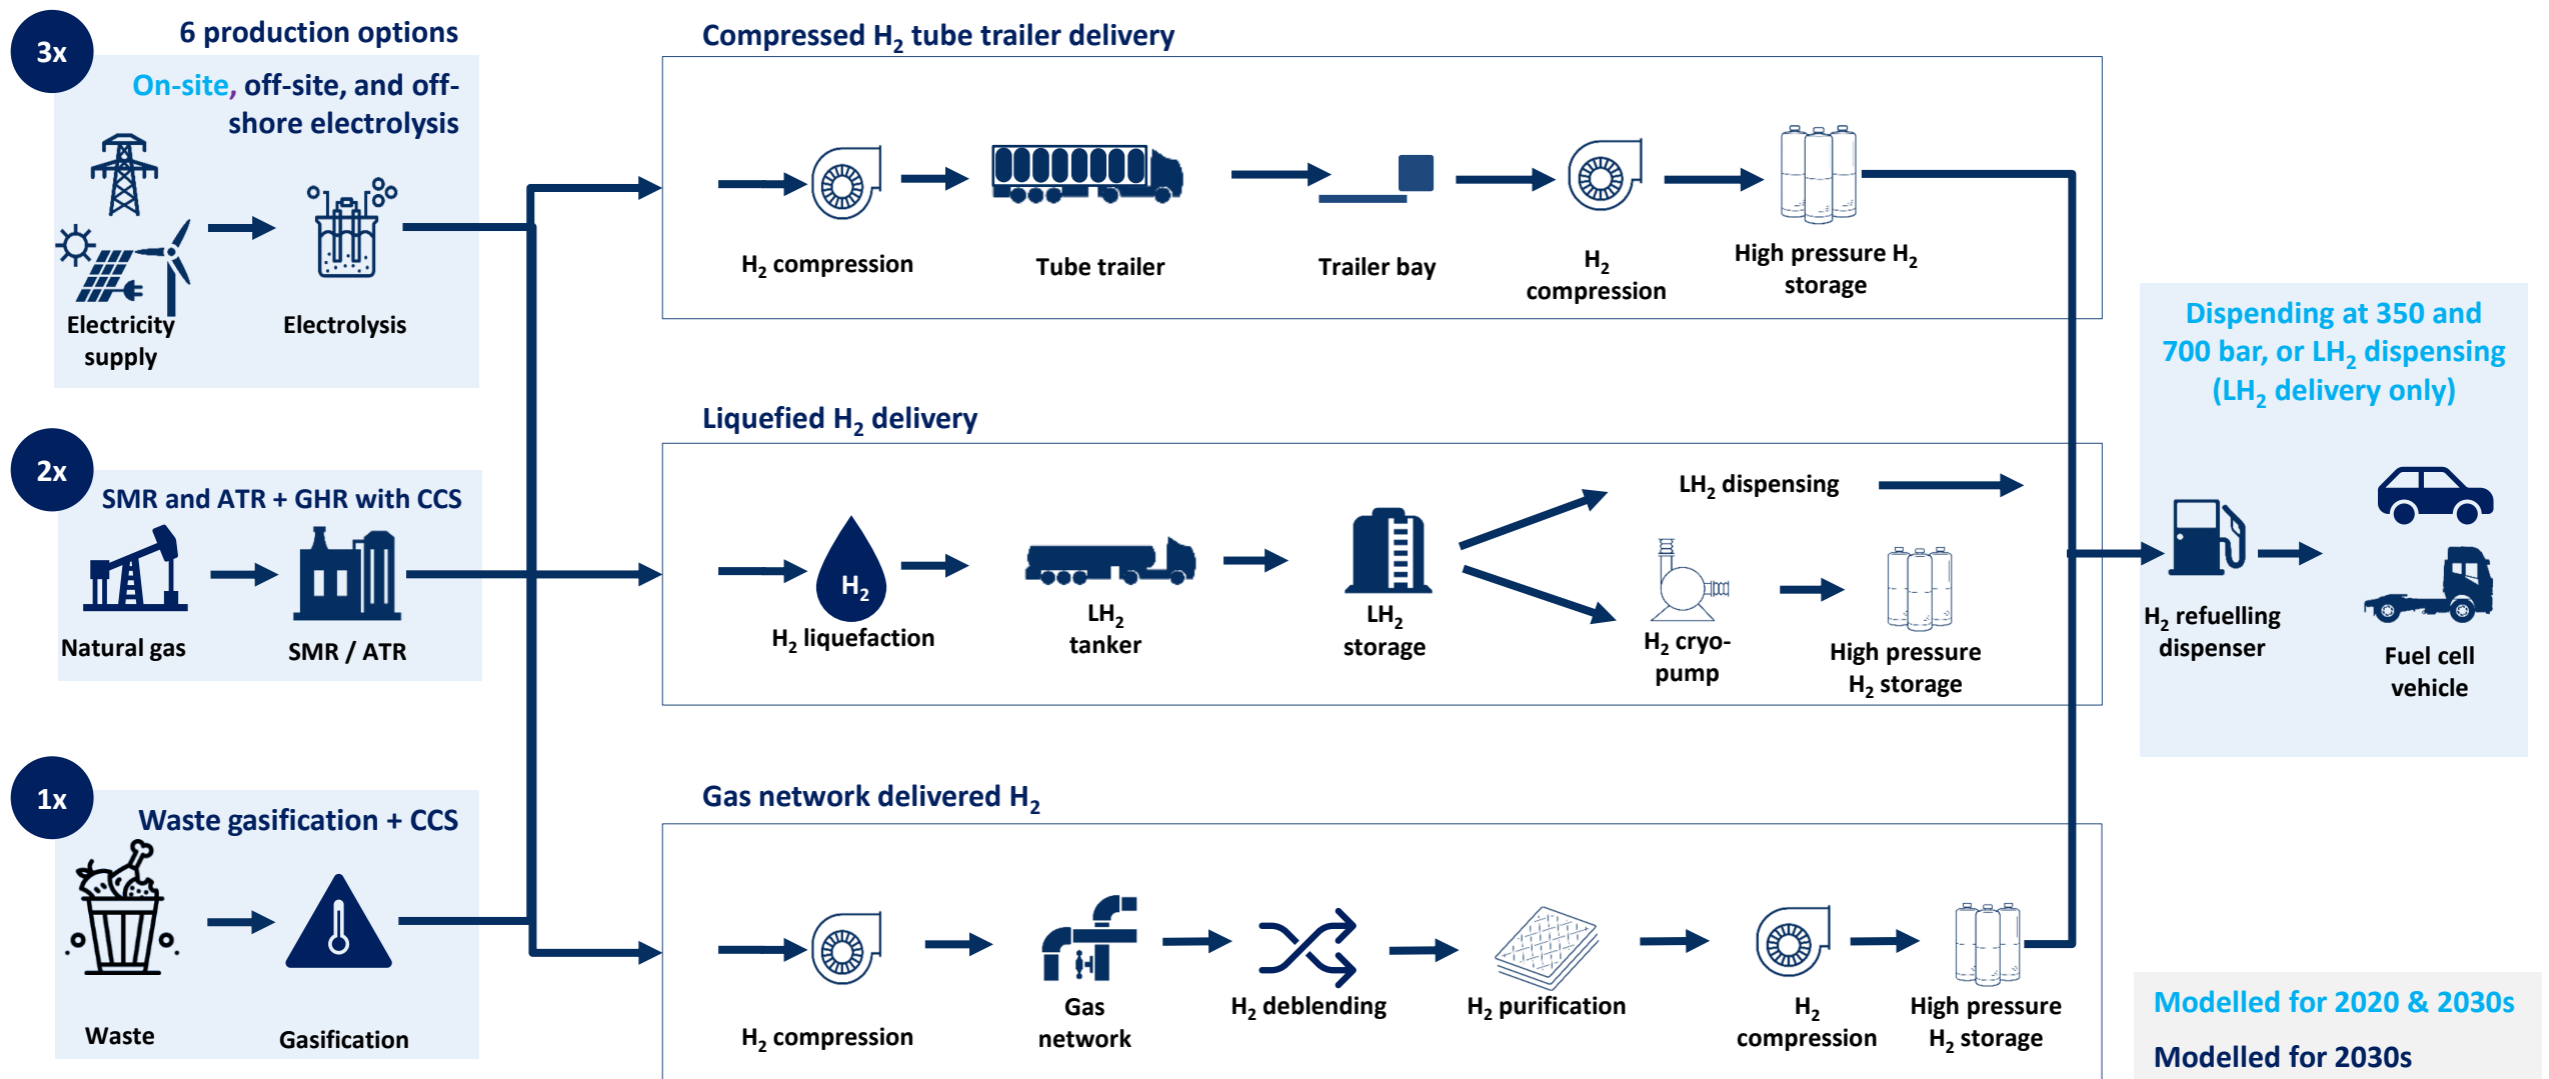 3x
6 production options
On-site, off-site, and off-
shore electrolysis
Electricity
supply
Electrolysis
2x
SMR and ATR + GHR with CCS
Natural gas
SMR / ATR
1x
Waste gasification + CCS
Waste
Gasification
Compressed H₂ tube trailer delivery
H₂ compression
Tube trailer
Trailer bay
H₂
compression
High pressure H₂
storage
Liquefied H₂ delivery
H₂
H₂ liquefaction
LH₂
tanker
LH₂
storage
LH₂ dispensing
H₂ cryo-
pump
High pressure
H₂ storage
Gas network delivered H₂
H₂ compression
Gas
network
H₂ deblending
H₂ purification
H₂
compression
High pressure
H₂ storage
Dispending at 350 and
700 bar, or LH₂ dispensing
(LH₂ delivery only)
H₂ refuelling
dispenser
Fuel cell
vehicle
Modelled for 2020 & 2030s
Modelled for 2030s